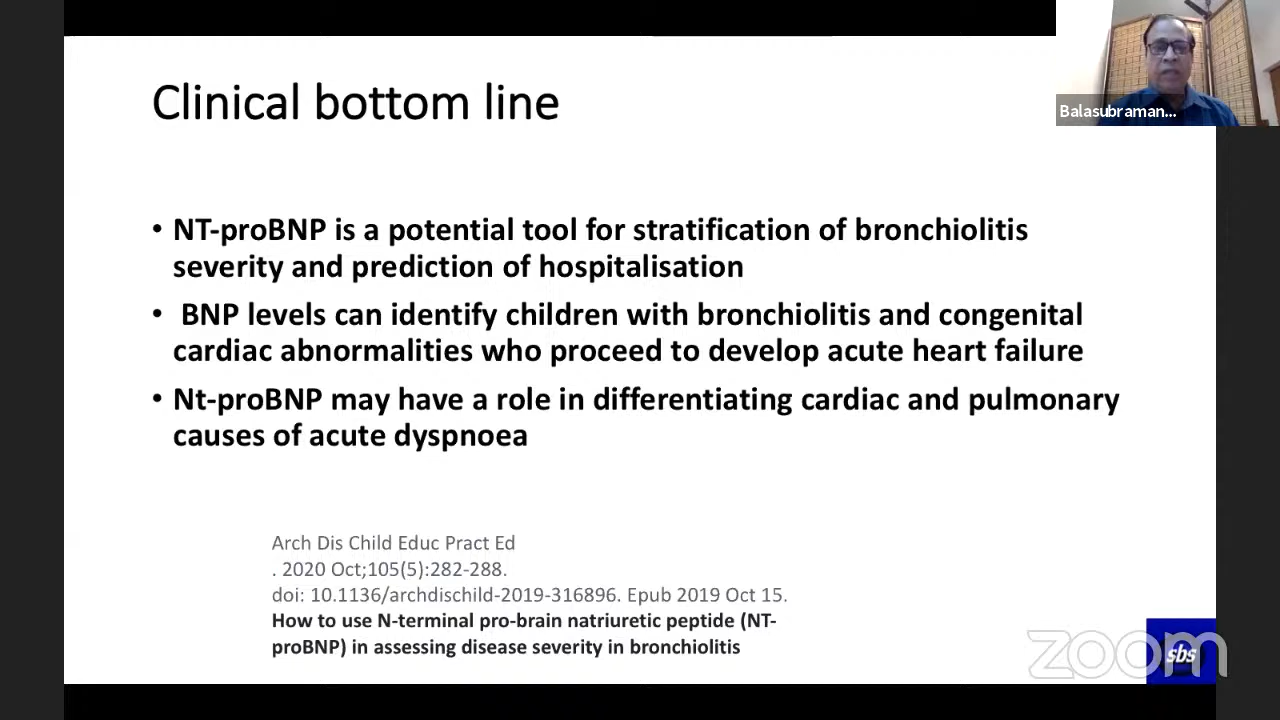 Clinical bottom line
Balasubraman...
• NT-proBNP is a potential tool for stratification of bronchiolitis
severity and prediction of hospitalisation
• BNP levels can identify children with bronchiolitis and congenital
cardiac abnormalities who proceed to develop acute heart failure
• Nt-proBNP may have a role in differentiating cardiac and pulmonary
causes of acute dyspnoea
Arch Dis Child Educ Pract Ed
. 2020 Oct;105(5):282-288.
doi: 10.1136/archdischild-2019-316896. Epub 2019 Oct 15.
How to use N-terminal pro-brain natriuretic peptide (NT-
proBNP) in assessing disease severity in bronchiolitis
zoom
sbs